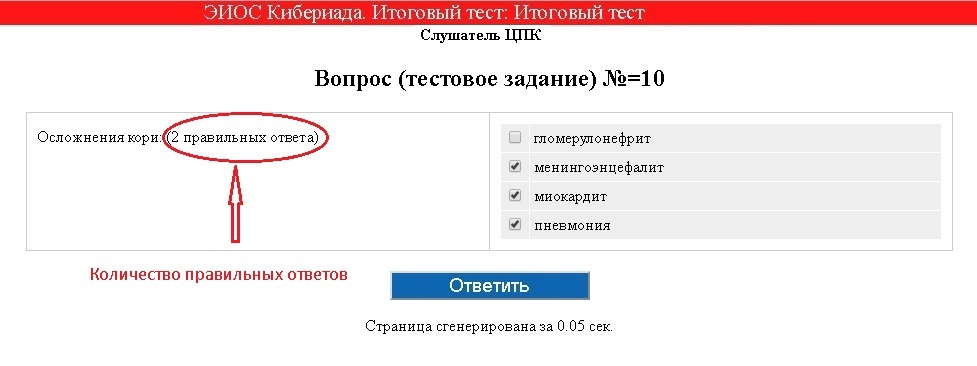 ЭИОС Кибериада. Итоговый тест: Итоговый тест
Слушатель ЦПК
Вопрос (тестовое задание) №=10
Осложнения кори: (2 правильных ответа)
гломерулонефрит
менингоэнцефалит
миокардит
пневмония
Количество правильных ответов
Ответить
Страница сгенерирована за 0.05 сек.